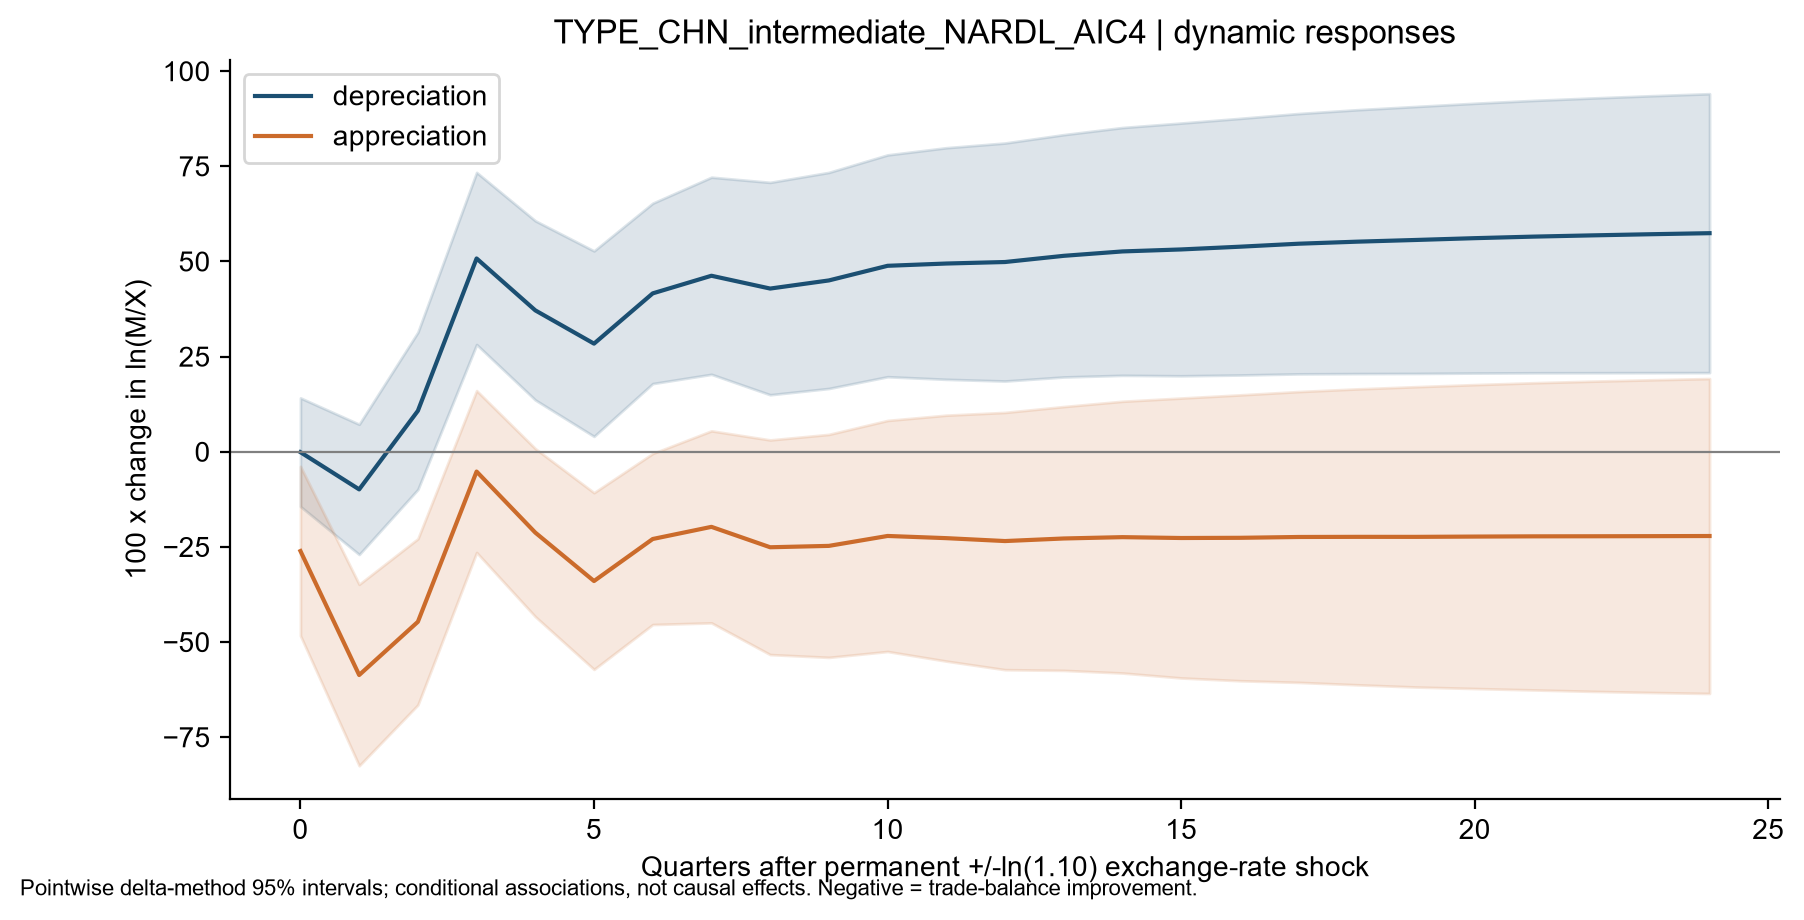 TYPE_CHN_intermediate_NARDL_AIC4 | dynamic responses
depreciation
appreciation
100 x change in ln(M/X)
100
75
50
25
0
−25
−50
−75
0
5
10
15
20
25
Quarters after permanent +/-ln(1.10) exchange-rate shock
Pointwise delta-method 95% intervals; conditional associations, not causal effects. Negative = trade-balance improvement.